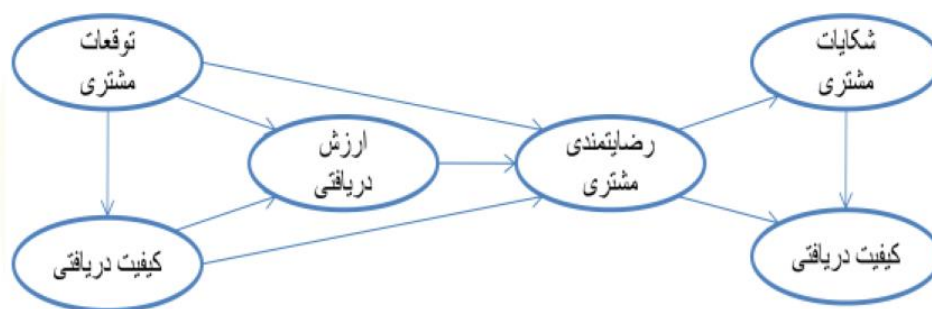 توقعات
مشتری
شکایات
مشتری
ارزش
دریافتی
رضایتمندی
مشتری
کیفیت دریافتی
کیفیت دریافتی